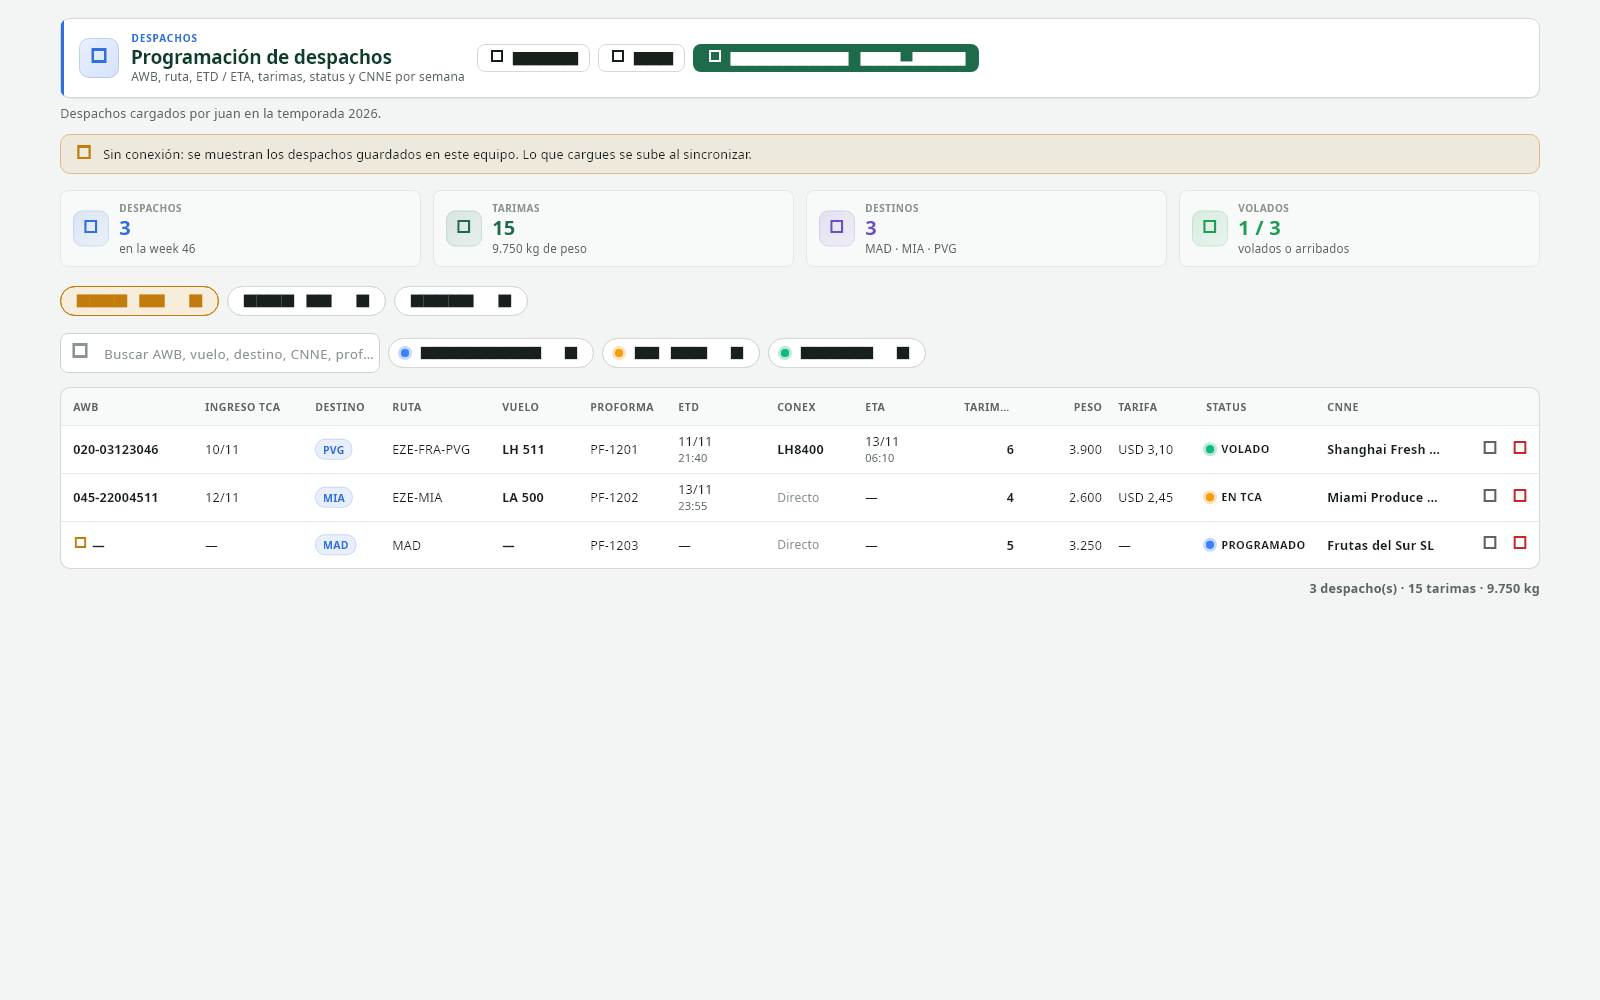 DESPACHOS
Programación de despachos
AWB, ruta, ETD / ETA, tarimas, status y CNNE por semana
Despachos cargados por juan en la temporada 2026.
Sin conexión: se muestran los despachos guardados en este equipo. Lo que cargues se sube al sincronizar.
DESPACHOS
3
en la week 46
TARIMAS
15
9.750 kg de peso
DESTINOS
3
MAD · MIA · PVG
VOLADOS
1 / 3
volados o arribados
Buscar AWB, vuelo, destino, CNNE, prof…
AWB INGRESO TCA DESTINO RUTA VUELO PROFORMA ETD CONEX ETA TARIM… PESO TARIFA STATUS CNNE
020-03123046 10/11 PVG EZE-FRA-PVG LH 511 PF-1201 11/11 21:40 LH8400 13/11 06:10 6 3.900 USD 3,10 VOLADO Shanghai Fresh …
045-22004511 12/11 MIA EZE-MIA LA 500 PF-1202 13/11 23:55 Directo — 4 2.600 USD 2,45 EN TCA Miami Produce …
— — MAD MAD — PF-1203 — Directo — 5 3.250 — PROGRAMADO Frutas del Sur SL
3 despacho(s) · 15 tarimas · 9.750 kg